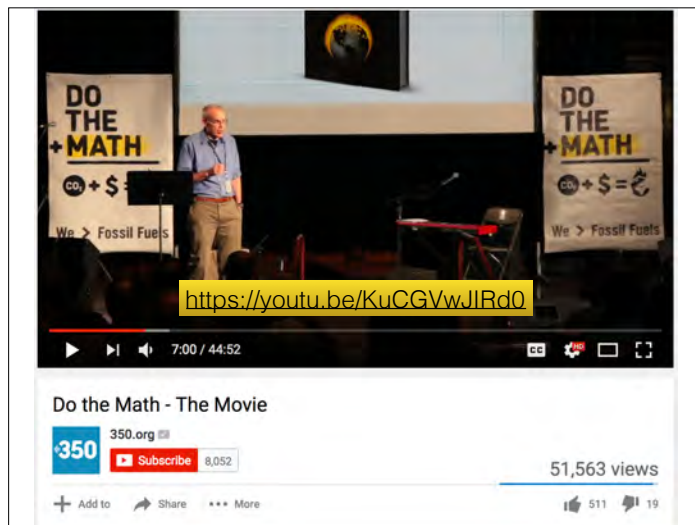 DO
THE
+ MATH
CO₂ + $ =
We > Fossil Fuels
DO
THE
+ MATH
CO₂ + $ =
We > Fossil Fuels
https://youtu.be/KuCGVwJIRd0
7:00 / 44:52
CC
HD
Do the Math - The Movie
350
350.org
Subscribe 8,052
51,563 views
Add to Share More
511 19